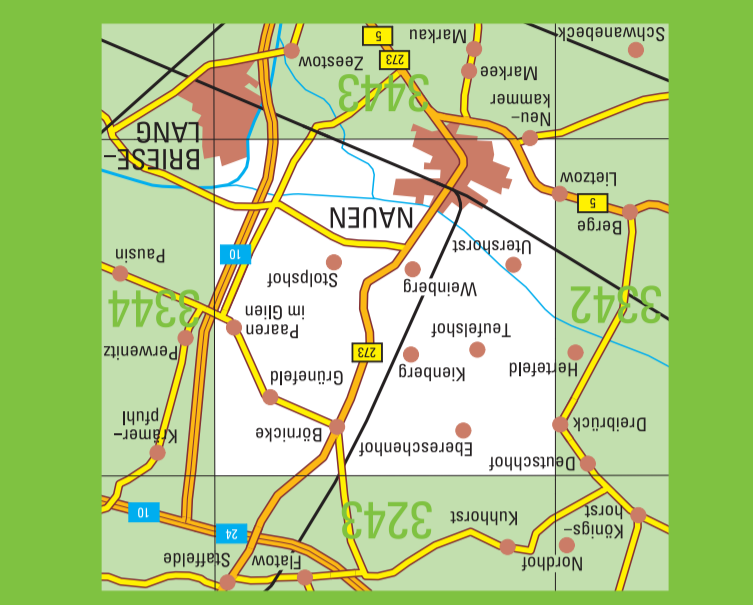 Nordhof
Flatow
Staffelde
Königs-
horst
Kuhhorst
3243
24
10
Deutschhof
Ebereschenhof
Börnicke
Krämer-
pfuhl
Dreibrück
Hertefeld
Kienberg
Grünefeld
Perwenitz
273
Teufelshof
Paaren
im Glien
3342
3344
Weinberg
Stolpshof
Pausin
10
Utershorst
Berge
NAUEN
5
Lietzow
BRIESE-
LANG
Neu-
kammer
3443
Markee
273
Zeestow
Schwanebeck
Markau
5